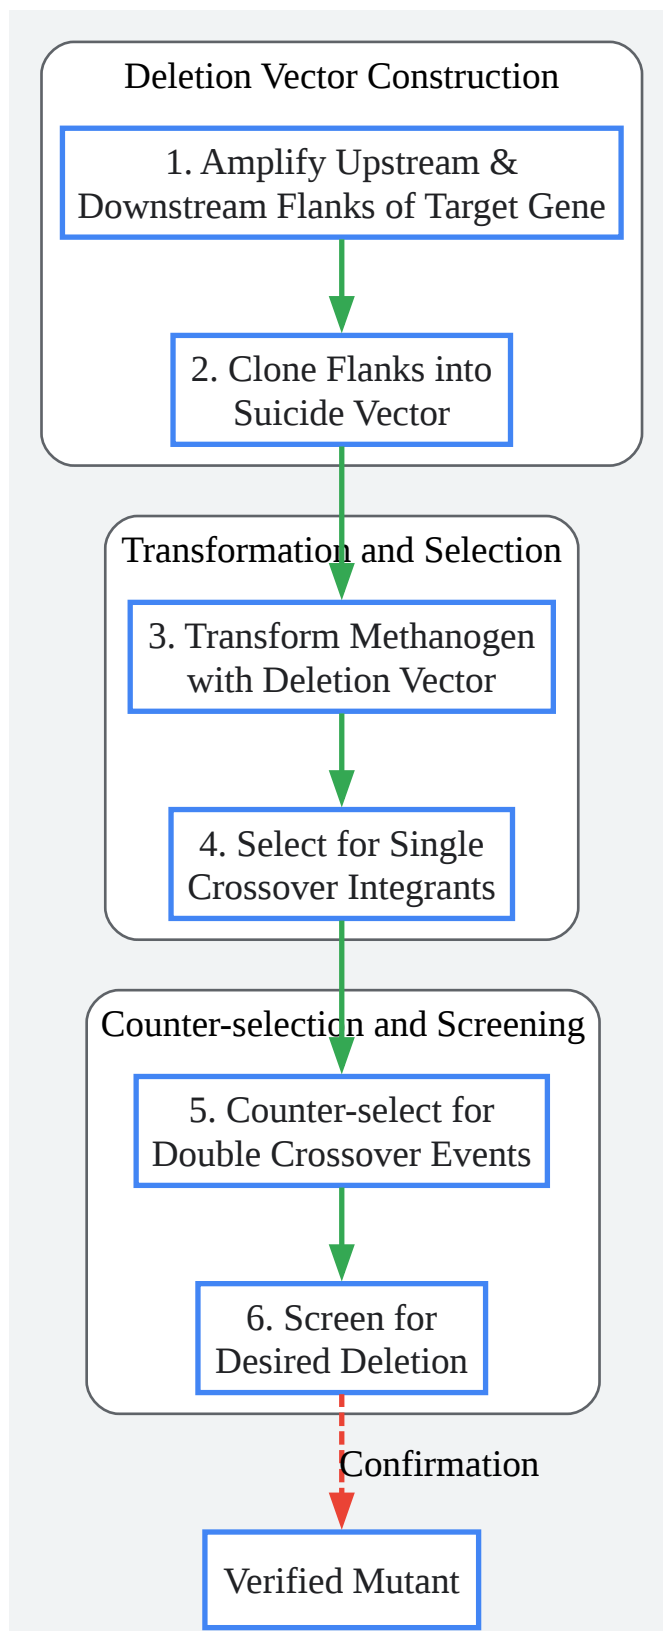 Deletion Vector Construction
1. Amplify Upstream &
Downstream Flanks of Target Gene
2. Clone Flanks into
Suicide Vector
Transformation and Selection
3. Transform Methanogen
with Deletion Vector
4. Select for Single
Crossover Integrants
Counter-selection and Screening
5. Counter-select for
Double Crossover Events
6. Screen for
Desired Deletion
Confirmation
Verified Mutant